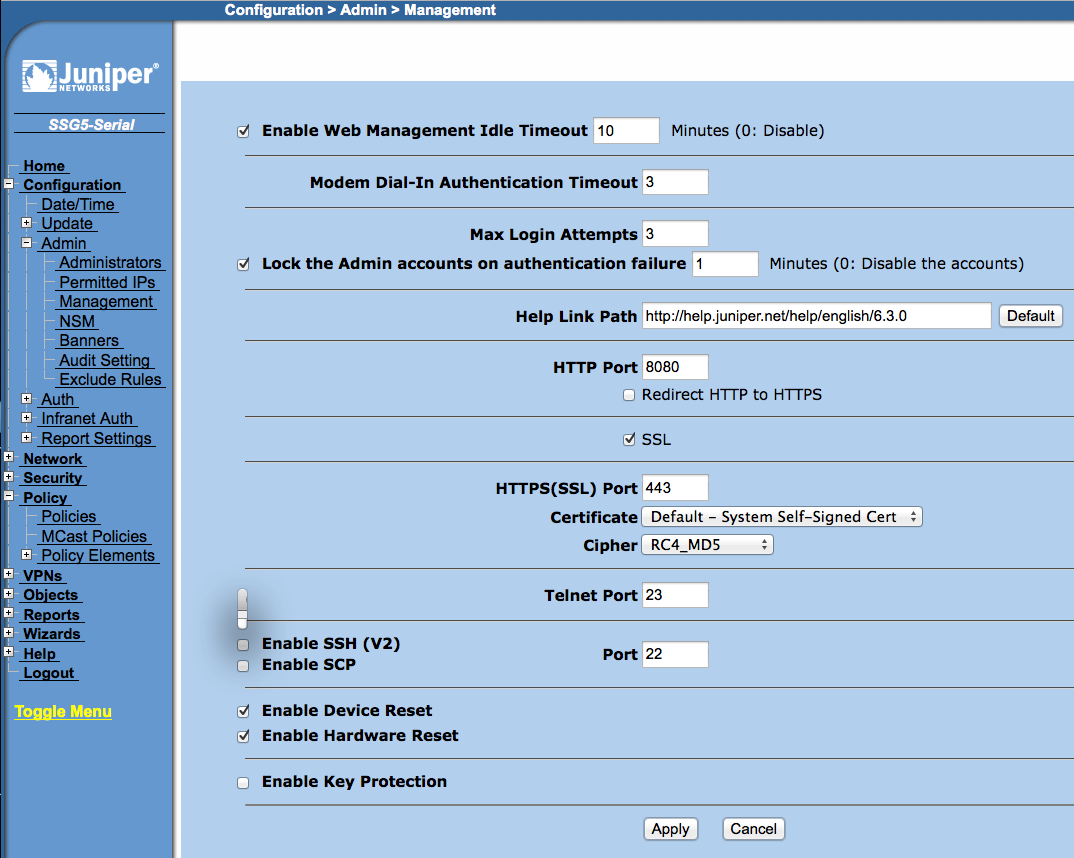 Configuration > Admin > Management
Juniper®
NETWORKS
SSG5-Serial
Home
Configuration
Date/Time
Update
Admin
Administrators
Permitted IPs
Management
NSM
Banners
Audit Setting
Exclude Rules
Auth
Infranet Auth
Report Settings
Network
Security
Policy
Policies
MCast Policies
Policy Elements
VPNs
Objects
Reports
Wizards
Help
Logout
Toggle Menu
Enable Web Management Idle Timeout 10 Minutes (0: Disable)
Modem Dial-In Authentication Timeout 3
Max Login Attempts 3
Lock the Admin accounts on authentication failure 1 Minutes (0: Disable the accounts)
Help Link Path http://help.juniper.net/help/english/6.3.0 Default
HTTP Port 8080
Redirect HTTP to HTTPS
SSL
HTTPS(SSL) Port 443
Certificate Default - System Self-Signed Cert
Cipher RC4_MD5
Telnet Port 23
Enable SSH (V2)
Port 22
Enable SCP
Enable Device Reset
Enable Hardware Reset
Enable Key Protection
Apply Cancel